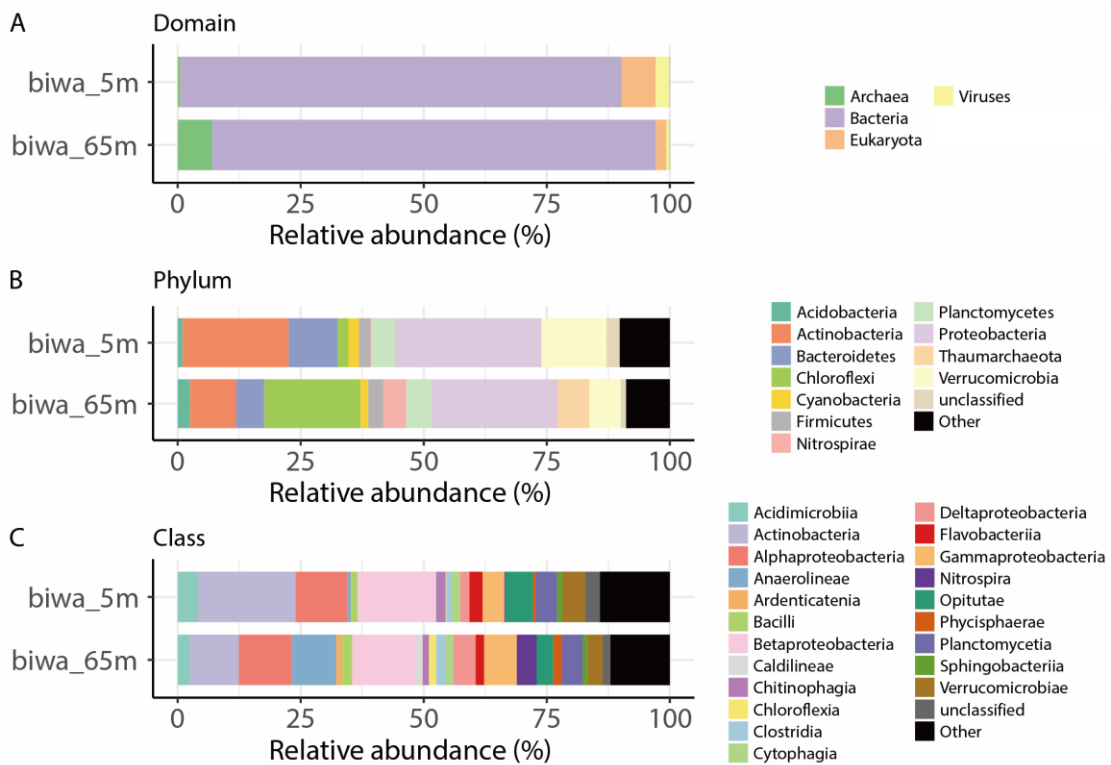 A
Domain
biwa_5m
biwa_65m
0 25 50 75 100
Relative abundance (%)
Archaea Viruses
Bacteria
Eukaryota
B
Phylum
biwa_5m
biwa_65m
0 25 50 75 100
Relative abundance (%)
Acidobacteria Planctomycetes
Actinobacteria Proteobacteria
Bacteroidetes Thaumarchaeota
Chloroflexi Verrucomicrobia
Cyanobacteria unclassified
Firmicutes Other
Nitrospirae
C
Class
biwa_5m
biwa_65m
0 25 50 75 100
Relative abundance (%)
Acidimicrobiia Deltaproteobacteria
Actinobacteria Flavobacteriia
Alphaproteobacteria Gammaproteobacteria
Anaerolineae Nitrospira
Ardenticatenia Opitutae
Bacilli Phycisphaerae
Betaproteobacteria Planctomycetia
Caldilineae Sphingobacteriia
Chitinophagia Verrucomicrobiae
Chloroflexia unclassified
Clostridia Other
Cytophagia